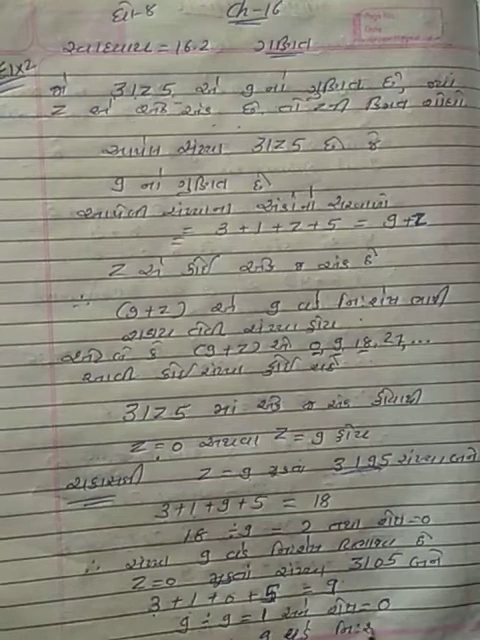 ધો-૮ Ch-16
સ્વાધ્યાય = 16.2 ગણિત
જો 31Z5 એ 9 નો ગુણિત છે, જ્યાં
Z એ એક અંક છે તો Z ની કિંમત શોધો
આપેલ સંખ્યા 31Z5 છે જે
9 નો ગુણિત છે
આપેલી સંખ્યાના અંકોનો સરવાળો
= 3+1+Z+5 = 9+Z
Z એ કોઈ એક જ અંક છે
∴ (9+Z) એ 9 વડે નિઃશેષ ભાગી
શકાય તેવી સંખ્યા હોય
એટલે કે (9+Z) એ 0, 9, 18, 27, ...
આવી કોઈ સંખ્યા હોઈ શકે
31Z5 માં એક જ અંક હોવાથી
Z=0 અથવા Z=9 હોય
ચકાસણી Z=9 મુકતાં 3195 સંખ્યા બને
3+1+9+5 = 18
18 ÷ 9 = 2 તથા શેષ=0
∴ સંખ્યા 9 વડે નિઃશેષ વિભાજ્ય છે
Z=0 મુકતાં સંખ્યા 3105 બને
3+1+0+5 = 9
9 ÷ 9 = 1 અને શેષ=0
9 વડે